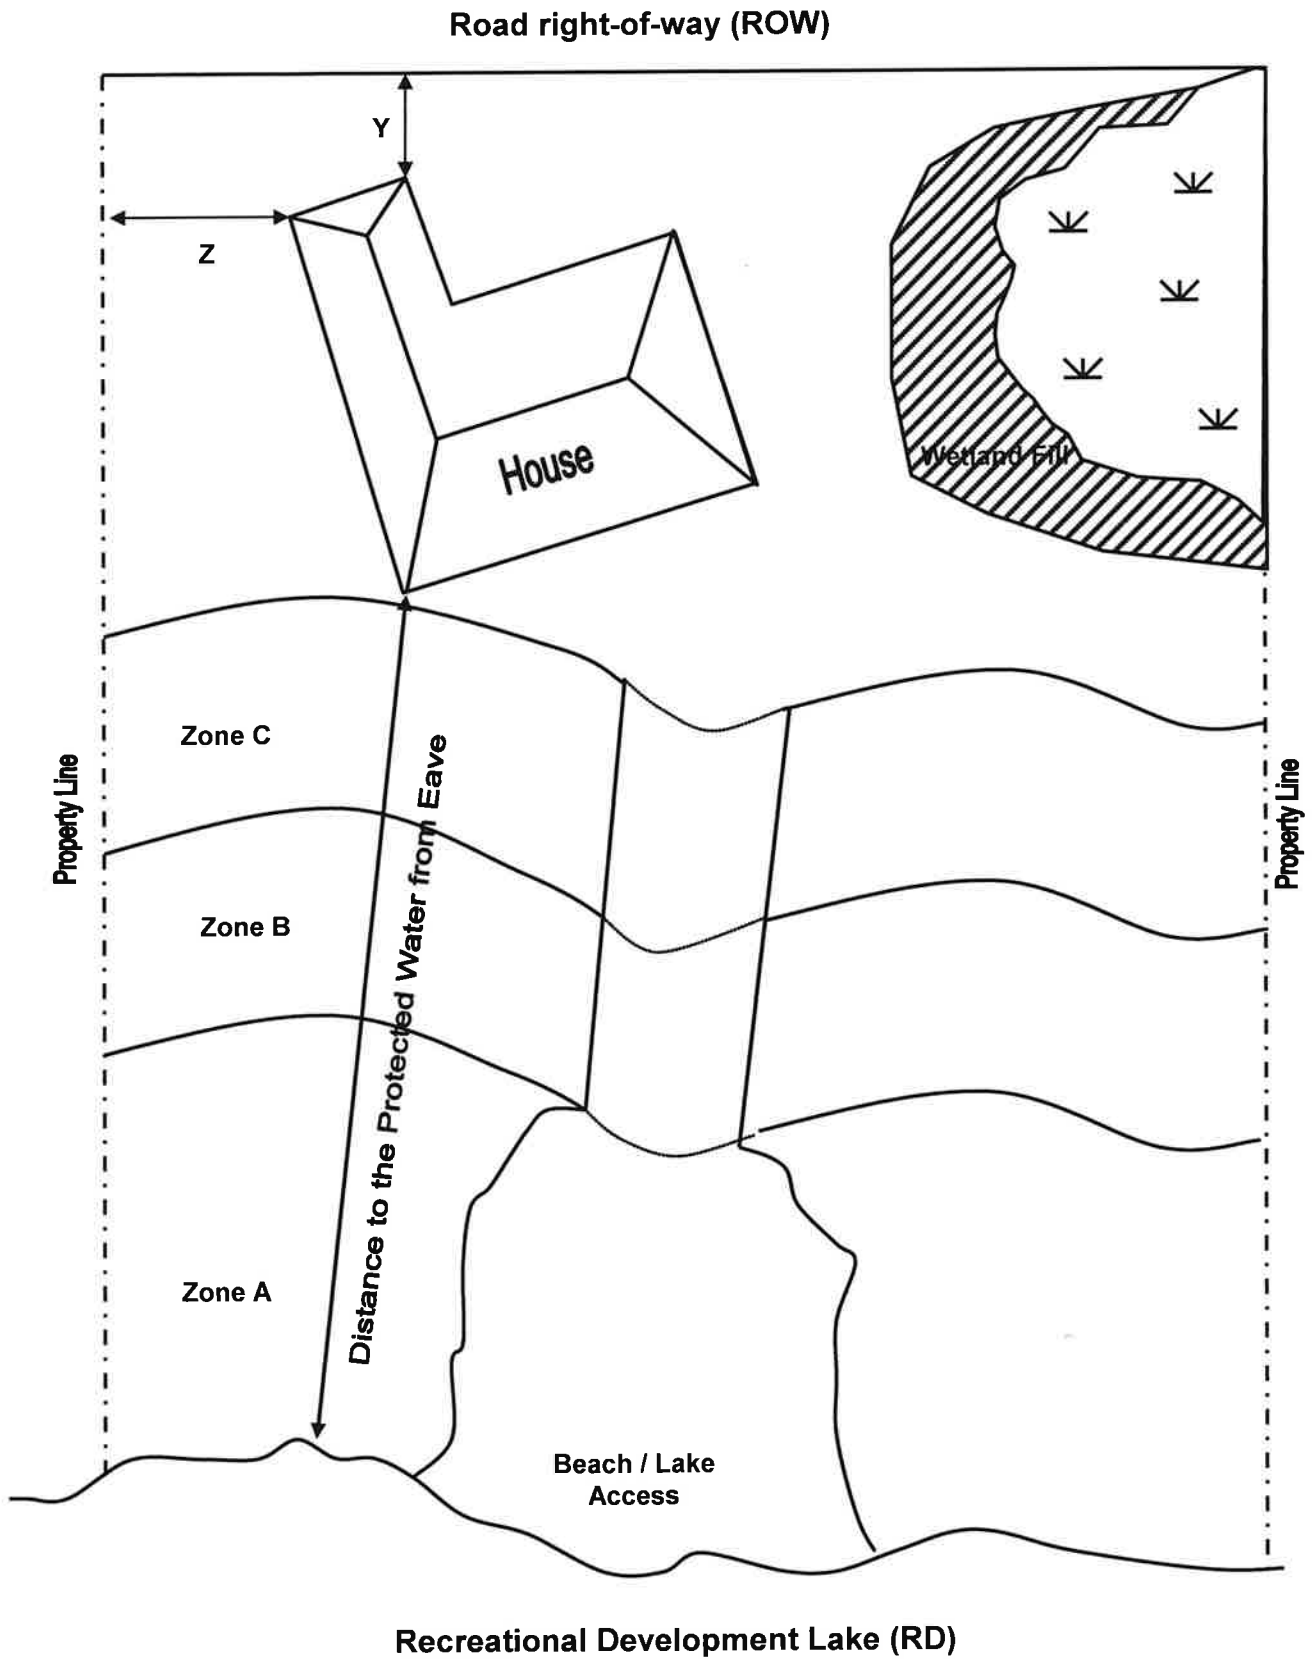 Road right-of-way (ROW)
Y
Z
House
Wetland Fill
Zone C
Property Line
Property Line
Distance to the Protected Water from Eave
Zone B
Zone A
Beach / Lake
Access
Recreational Development Lake (RD)